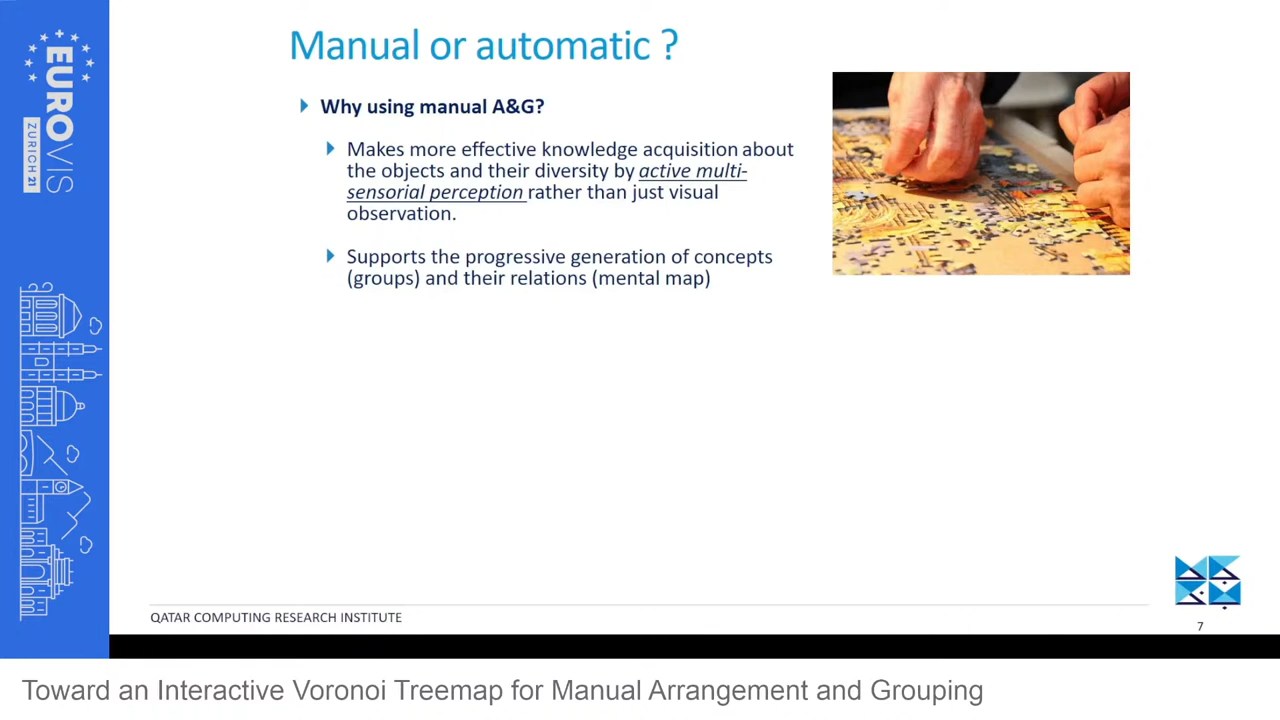 EUROVIS
ZURICH 21
Manual or automatic ?
Why using manual A&G?
Makes more effective knowledge acquisition about
the objects and their diversity by active multi-
sensorial perception rather than just visual
observation.
Supports the progressive generation of concepts
(groups) and their relations (mental map)
QATAR COMPUTING RESEARCH INSTITUTE
7
Toward an Interactive Voronoi Treemap for Manual Arrangement and Grouping